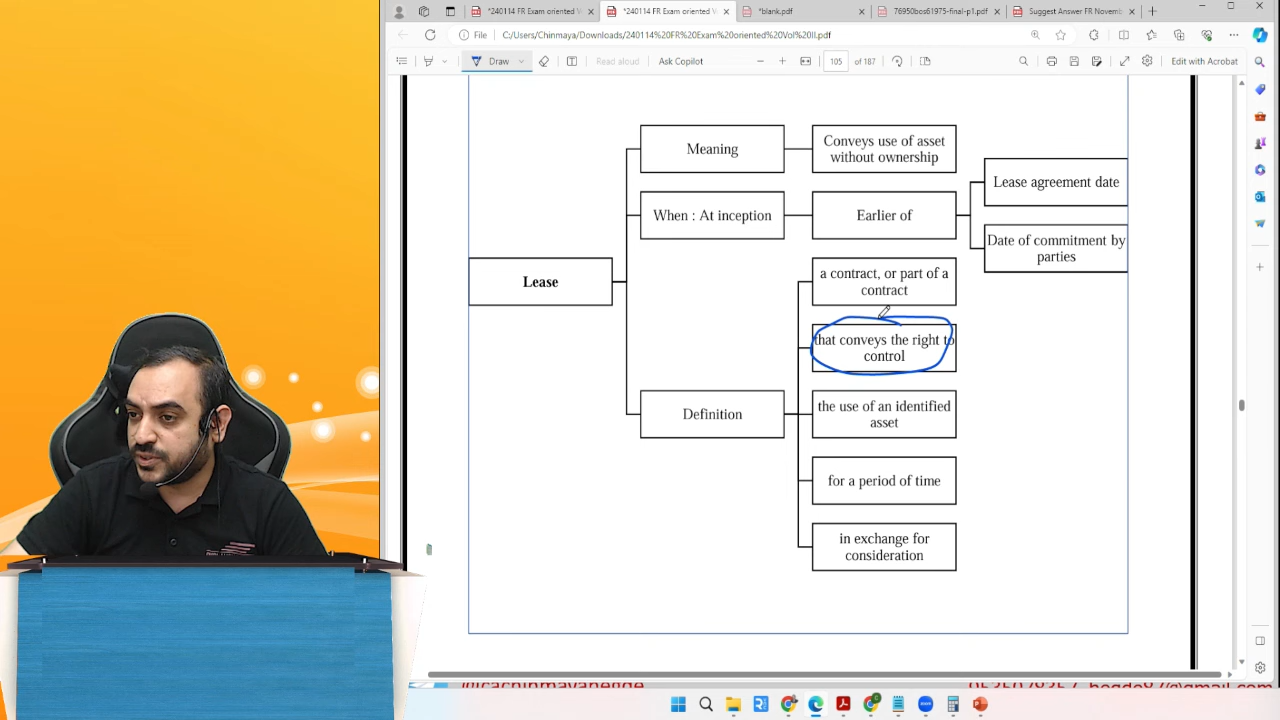 *240114 FR Exam oriented V
*240114 FR Exam oriented V
*blank.pdf
76950bos61975-final-p1.pdf
Suggest Answer FR Novemb
File
C:/Users/Chinmaya/Downloads/240114%20FR%20Exam%20oriented%20Vol%20II.pdf
Draw
Read aloud
Ask Copilot
105
of 187
Edit with Acrobat
Meaning
Conveys use of asset
without ownership
Lease agreement date
When : At inception
Earlier of
Date of commitment by
parties
Lease
a contract, or part of a
contract
that conveys the right to
control
Definition
the use of an identified
asset
for a period of time
in exchange for
consideration